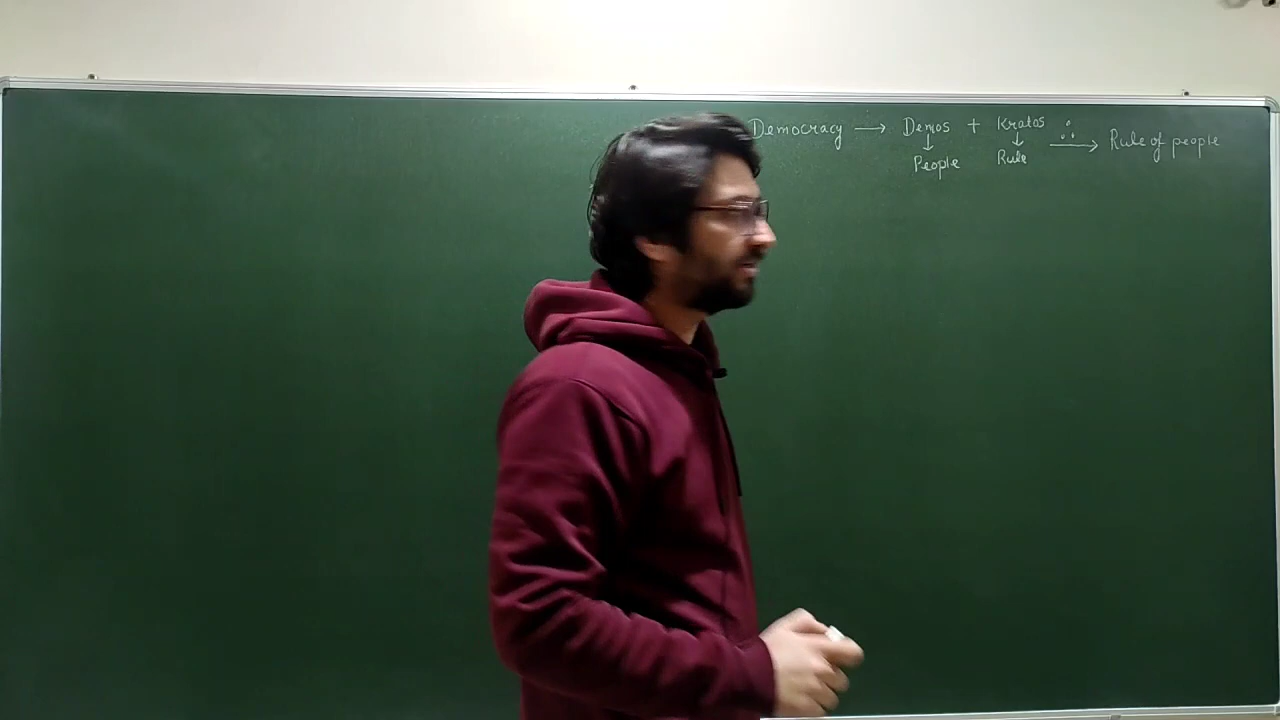 Democracy → Demos + Kratos ∴ → Rule of people
↓ ↓
People Rule